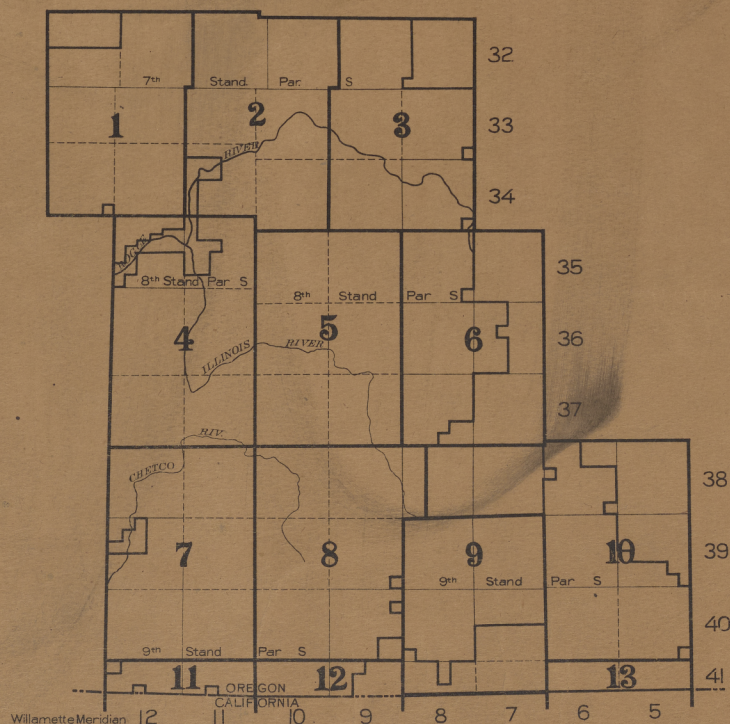 32
7th Stand. Par. S
1
2
3
33
RIVER
34
ROGUE
35
8th Stand Par S
8th Stand Par S
4
5
6
36
ILLINOIS RIVER
37
RIV.
CHETCO
38
7
8
9
10
39
9th Stand Par S
40
9th Stand Par S
11
12
13
41
OREGON
CALIFORNIA
Willamette Meridian 12 11 10 9 8 7 6 5